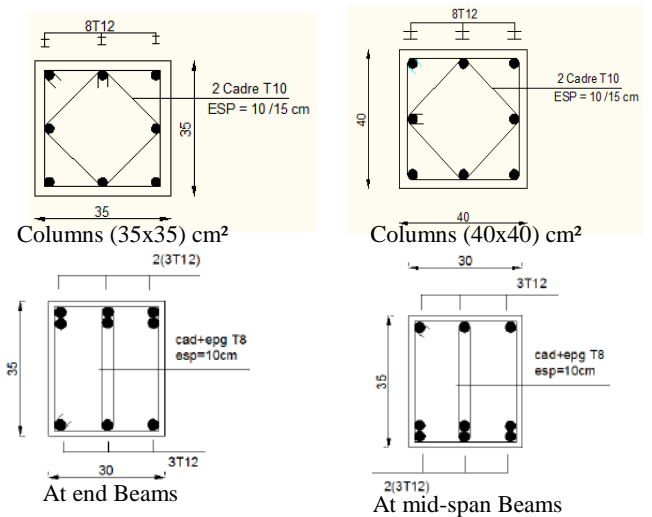 8T12
2 Cadre T10
ESP = 10 /15 cm
35
35
Columns (35x35) cm²
8T12
2 Cadre T10
ESP = 10 /15 cm
40
40
Columns (40x40) cm²
2(3T12)
cad+epg T8
esp=10cm
35
3T12
30
At end Beams
30
3T12
cad+epg T8
esp=10cm
35
2(3T12)
At mid-span Beams